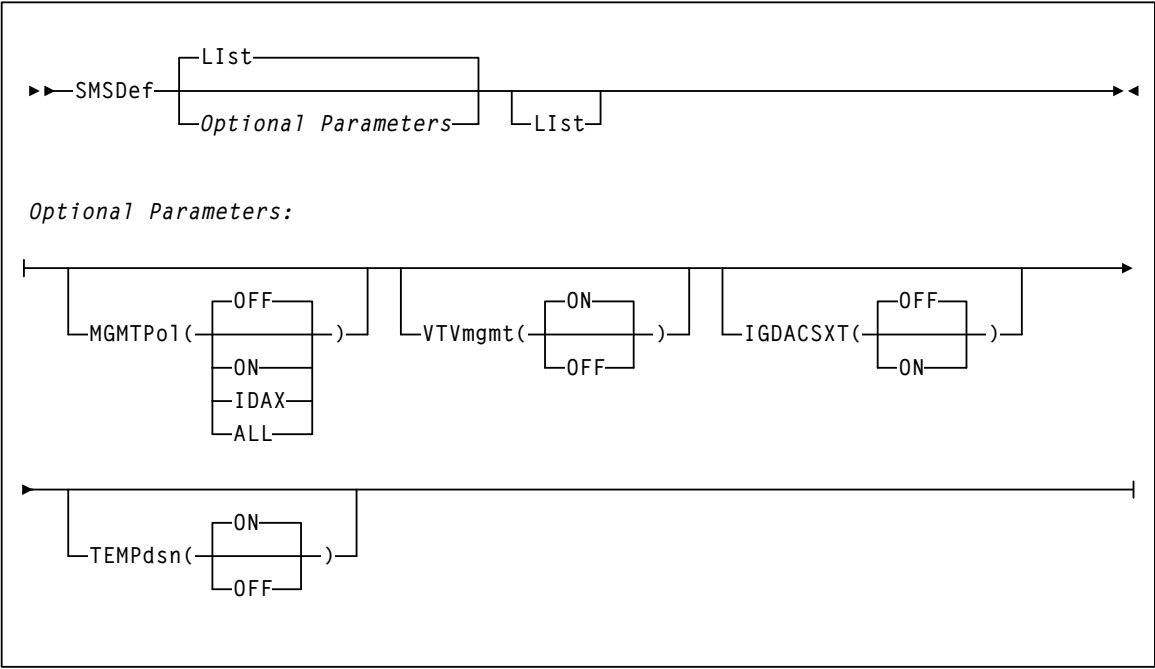 LIst
SMSDef
Optional Parameters
LIst
Optional Parameters:
OFF
MGMTPol( )
ON
IDAX
ALL
ON
VTVmgmt( )
OFF
OFF
IGDACSXT( )
ON
ON
TEMPdsn( )
OFF